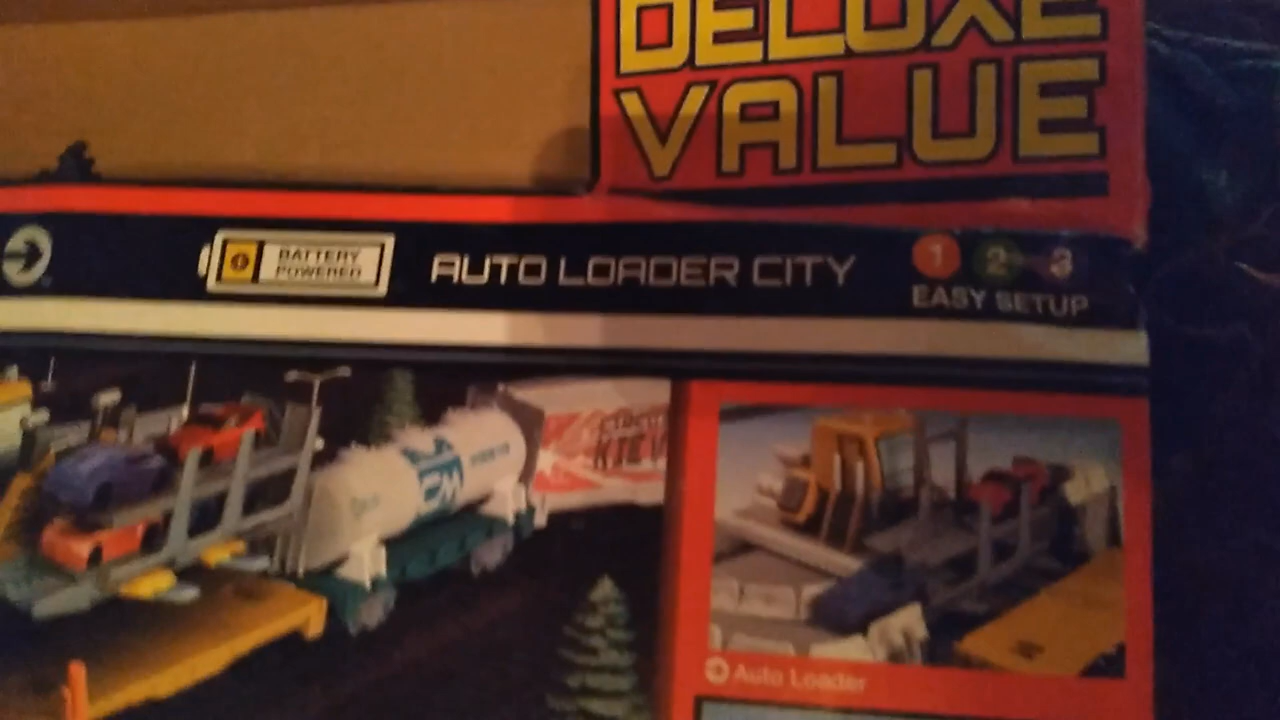 DELUXE
VALUE
BATTERY
POWERED
AUTO LOADER CITY
1 2 3
EASY SETUP
Auto Loader